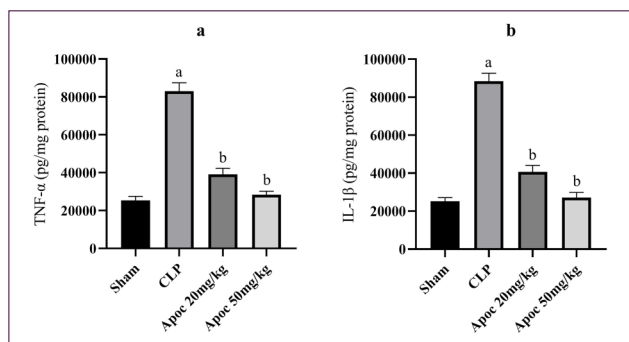 a
TNF-α (pg/mg protein)
100000
80000
60000
40000
20000
0
a
b
b
Sham
CLP
Apoc 20mg/kg
Apoc 50mg/kg
b
IL-1β (pg/mg protein)
100000
80000
60000
40000
20000
0
a
b
b
Sham
CLP
Apoc 20mg/kg
Apoc 50mg/kg